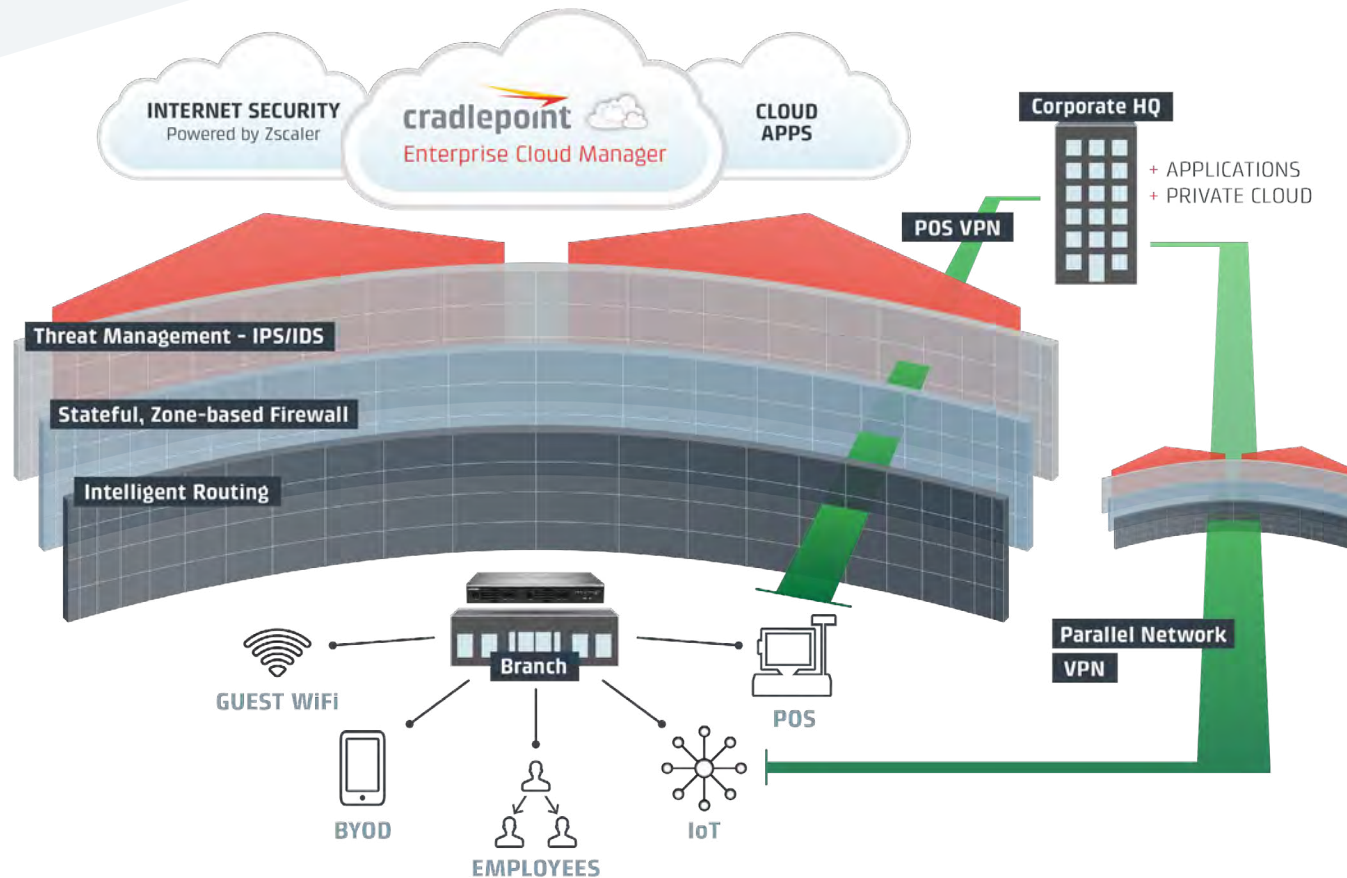 INTERNET SECURITY
Powered by Zscaler
cradlepoint
Enterprise Cloud Manager
CLOUD
APPS
Corporate HQ
+ APPLICATIONS
+ PRIVATE CLOUD
POS VPN
Threat Management - IPS/IDS
Stateful, Zone-based Firewall
Intelligent Routing
Branch
GUEST WiFi
POS
Parallel Network
VPN
BYOD
EMPLOYEES
IoT